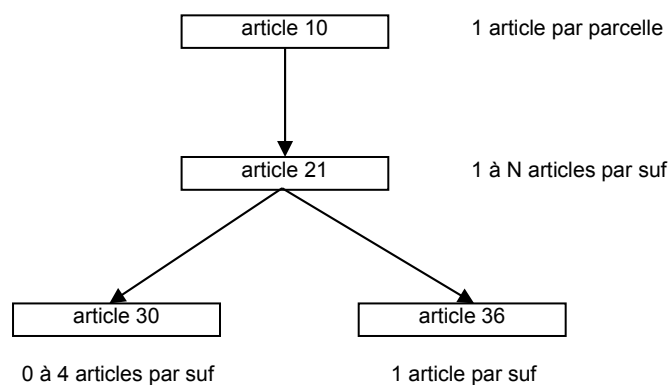 article 10
1 article par parcelle
article 21
1 à N articles par suf
article 30
article 36
0 à 4 articles par suf
1 article par suf